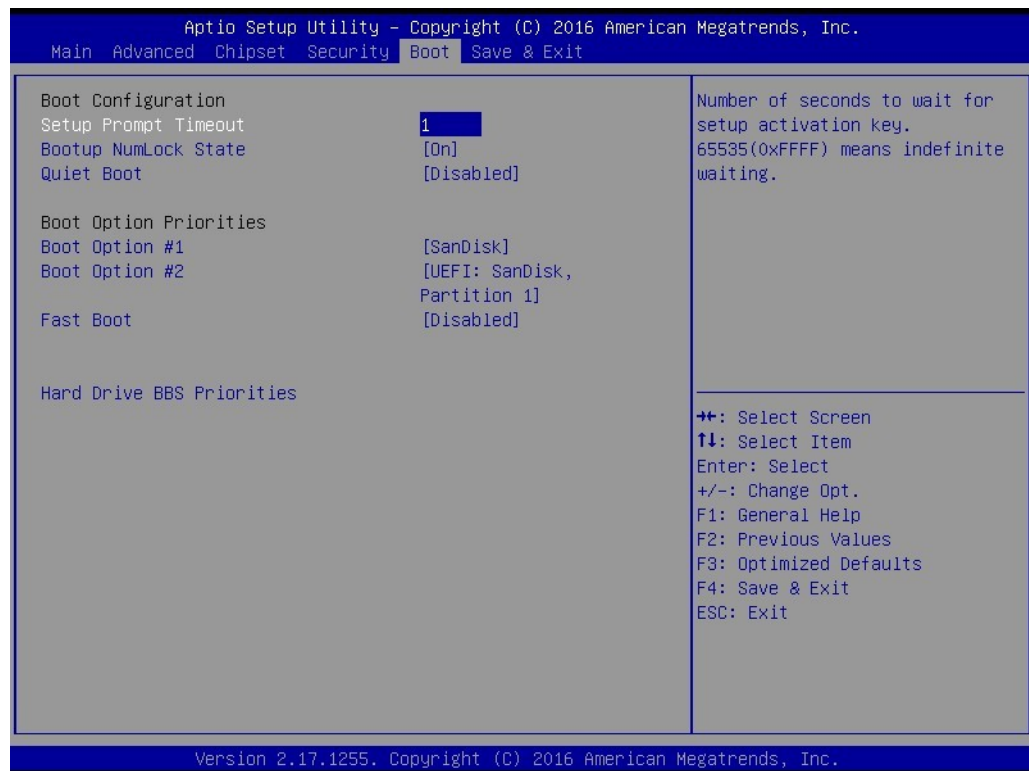 Aptio Setup Utility – Copyright (C) 2016 American Megatrends, Inc.
Main Advanced Chipset Security Boot Save & Exit
Boot Configuration
Setup Prompt Timeout 1
Bootup NumLock State [On]
Quiet Boot [Disabled]
Boot Option Priorities
Boot Option #1 [SanDisk]
Boot Option #2 [UEFI: SanDisk,
Partition 1]
Fast Boot [Disabled]
Hard Drive BBS Priorities
Number of seconds to wait for
setup activation key.
65535(0xFFFF) means indefinite
waiting.
→←: Select Screen
↑↓: Select Item
Enter: Select
+/-: Change Opt.
F1: General Help
F2: Previous Values
F3: Optimized Defaults
F4: Save & Exit
ESC: Exit
Version 2.17.1255. Copyright (C) 2016 American Megatrends, Inc.